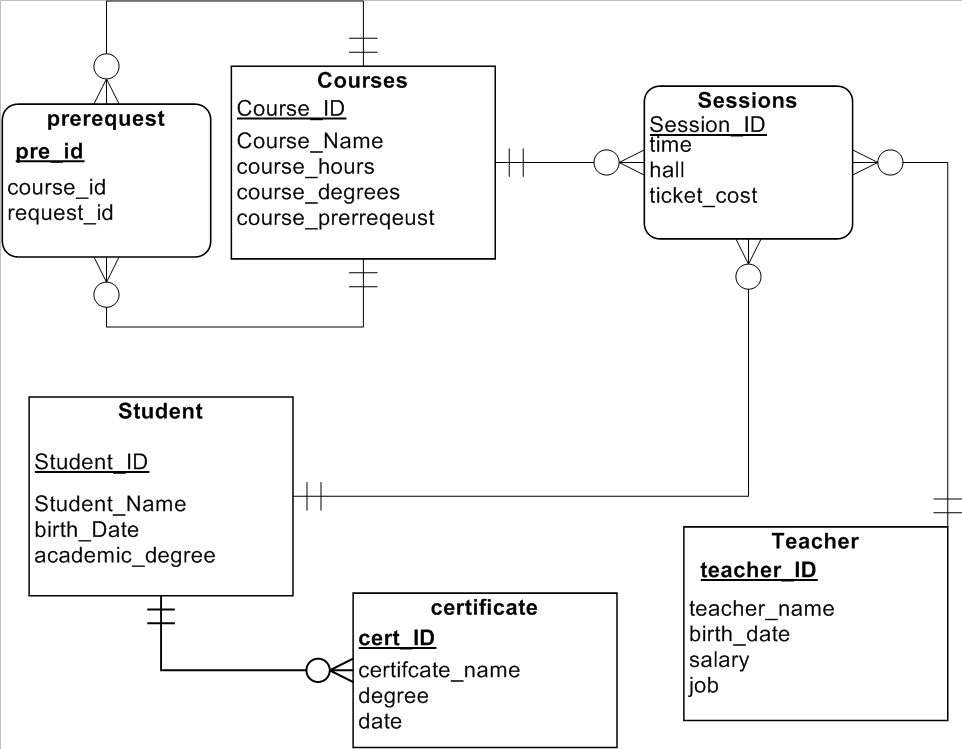 prerequest
pre_id
course_id
request_id
Courses
Course_ID
Course_Name
course_hours
course_degrees
course_prerreqeust
Sessions
Session_ID
time
hall
ticket_cost
Student
Student_ID
Student_Name
birth_Date
academic_degree
certificate
cert_ID
certifcate_name
degree
date
Teacher
teacher_ID
teacher_name
birth_date
salary
job